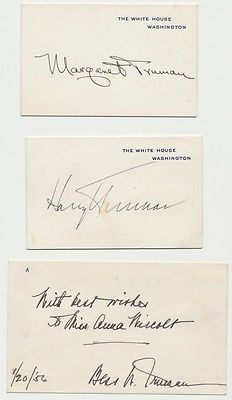 THE WHITE HOUSE
WASHINGTON
Margaret Truman
THE WHITE HOUSE
WASHINGTON
Harry Truman
With best wishes
to Miss Anna
1/20/56
Bess W. Truman